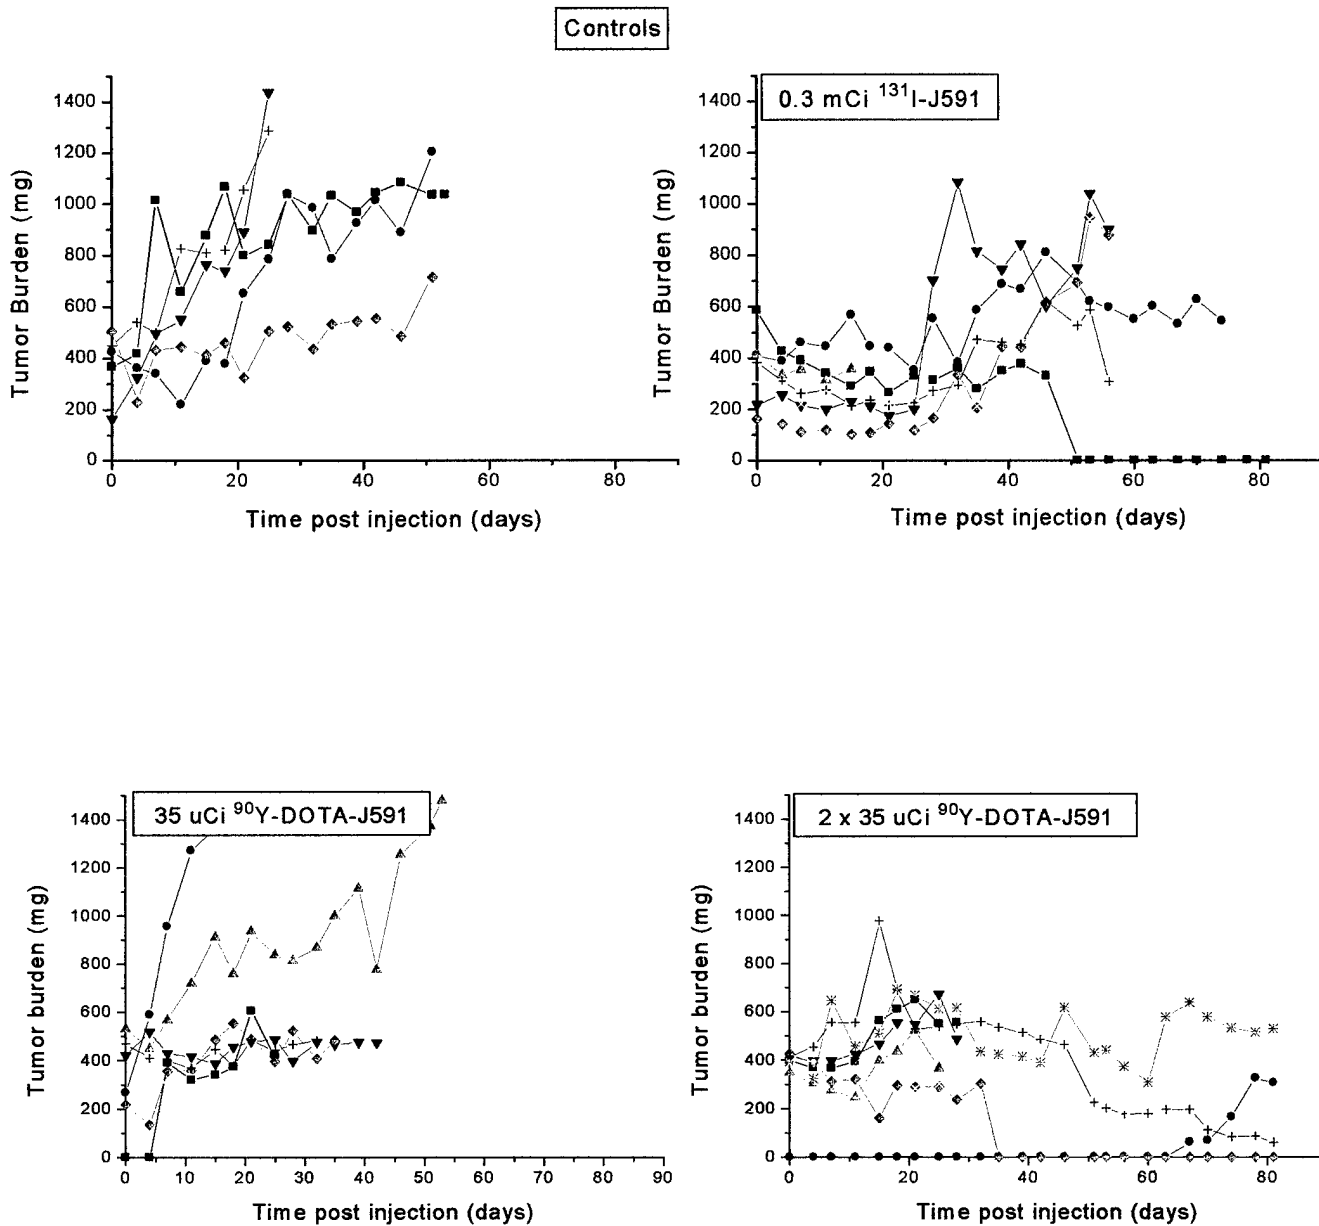 Controls
1400
1200
1000
800
600
400
200
0
Tumor Burden (mg)
0 20 40 60 80
Time post injection (days)
0.3 mCi ¹³¹I-J591
1400
1200
1000
800
600
400
200
0
Tumor Burden (mg)
0 20 40 60 80
Time post injection (days)
35 uCi ⁹⁰Y-DOTA-J591
1400
1200
1000
800
600
400
200
0
Tumor burden (mg)
0 10 20 30 40 50 60 70 80 90
Time post injection (days)
2 x 35 uCi ⁹⁰Y-DOTA-J591
1400
1200
1000
800
600
400
200
0
Tumor burden (mg)
0 20 40 60 80
Time post injection (days)